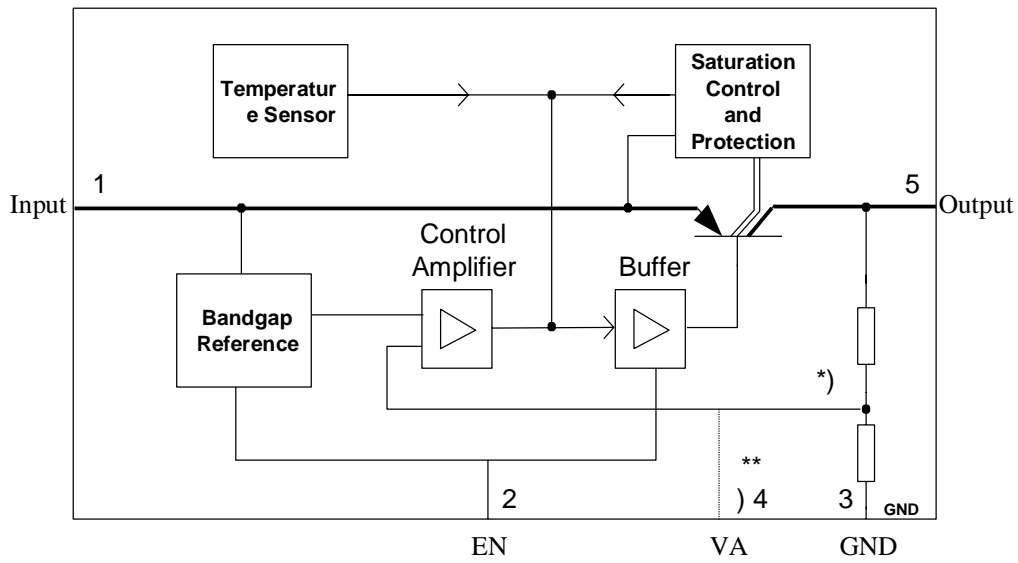 Temperatur
e Sensor
Saturation
Control
and
Protection
1
5
Input
Output
Control
Amplifier
Buffer
Bandgap
Reference
*)
**
) 4
2
3
GND
EN
VA
GND